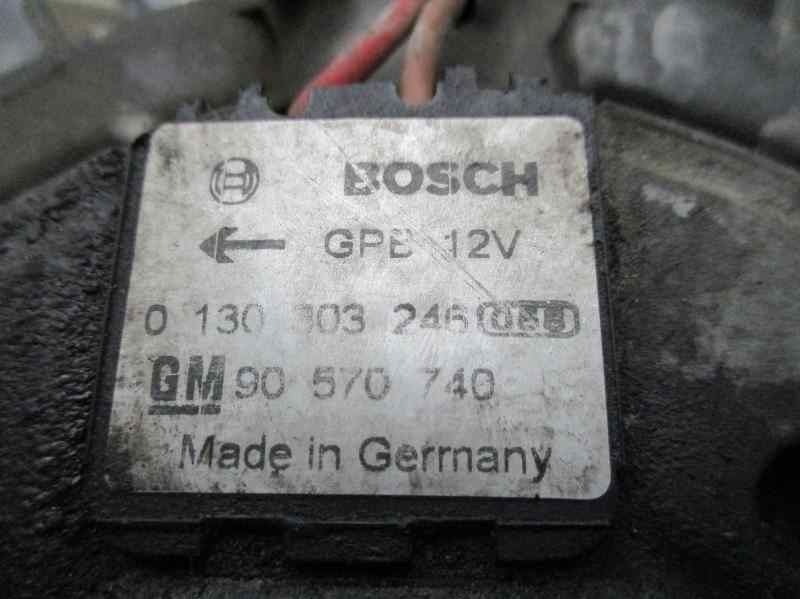 BOSCH
GPB 12V
0 130 303 246
GM 90 570 740
Made in Germany